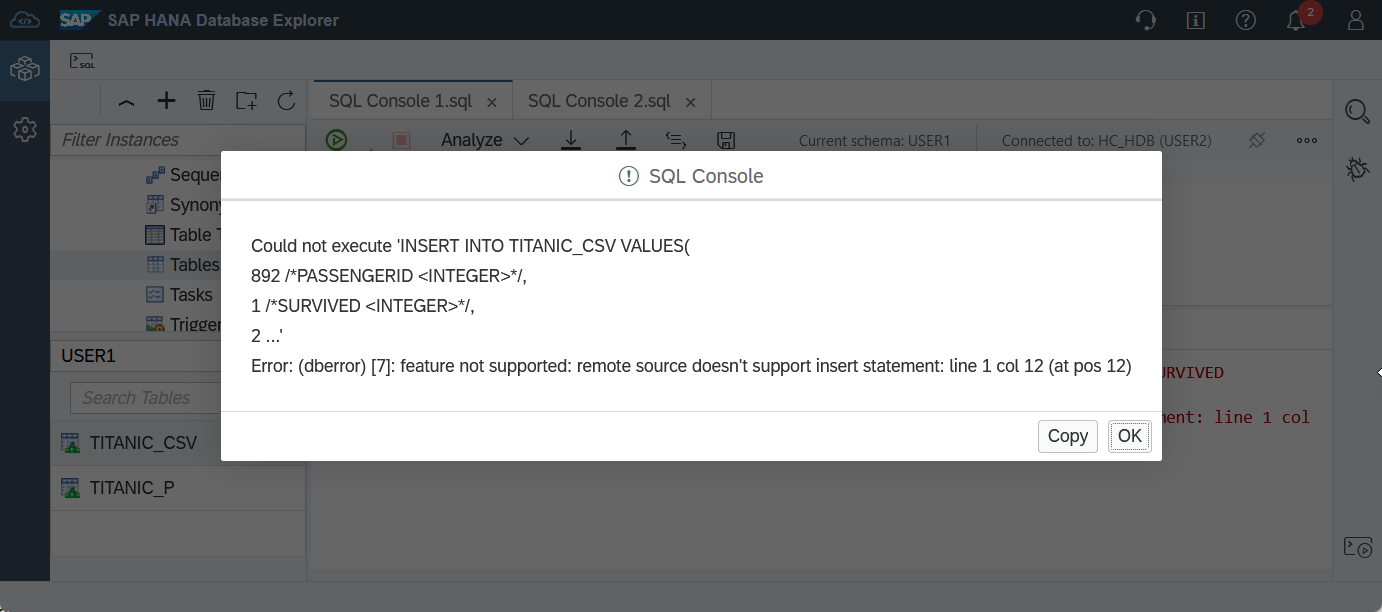 SAP SAP HANA Database Explorer
2
SQL
SQL Console 1.sql
SQL Console 2.sql
Filter Instances
Analyze
Current schema: USER1
Connected to: HC_HDB (USER2)
Seque
Synony
Table T
Tables
Tasks
Trigger
USER1
Search Tables
TITANIC_CSV
TITANIC_P
SQL Console
Could not execute 'INSERT INTO TITANIC_CSV VALUES(
892 /*PASSENGERID <INTEGER>*/,
1 /*SURVIVED <INTEGER>*/,
2 ...'
Error: (dberror) [7]: feature not supported: remote source doesn't support insert statement: line 1 col 12 (at pos 12)
Copy
OK
URVIVED
ment: line 1 col